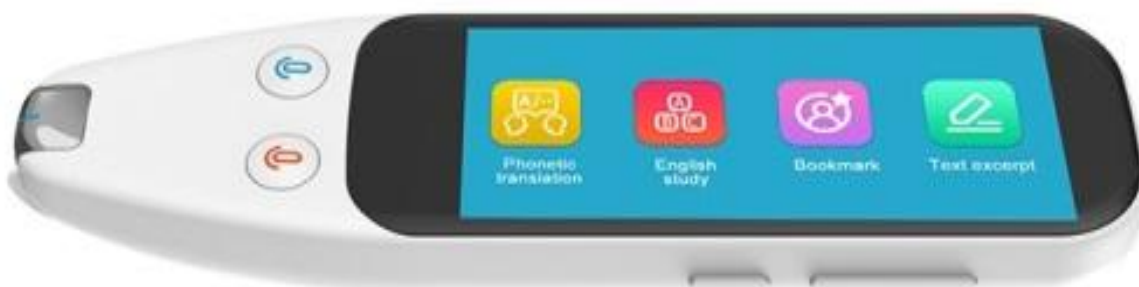 Phonetic
translation
English
study
Bookmark
Text excerpt